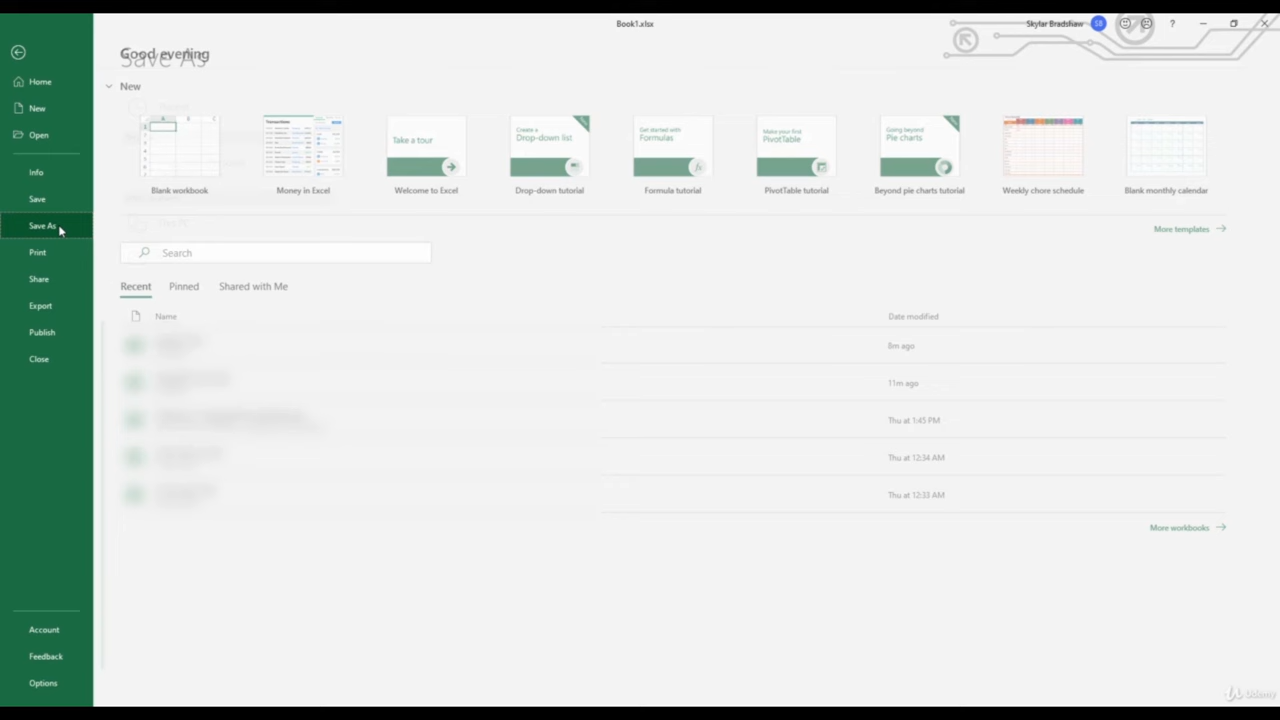 Book1.xlsx
Skylar Bradshaw SB ?
Good evening
Save As
Home
New
Open
Info
Save
Save As
Print
Share
Export
Publish
Close
Account
Feedback
Options
New
Take a tour
Create a
Drop-down list
Get started with
Formulas
fx
Make your first
PivotTable
Going beyond
Pie charts
Blank workbook
Money in Excel
Welcome to Excel
Drop-down tutorial
Formula tutorial
PivotTable tutorial
Beyond pie charts tutorial
Weekly chore schedule
Blank monthly calendar
More templates
Search
Recent Pinned Shared with Me
Name Date modified
8m ago
11m ago
Thu at 1:45 PM
Thu at 12:34 AM
Thu at 12:33 AM
More workbooks
Udemy